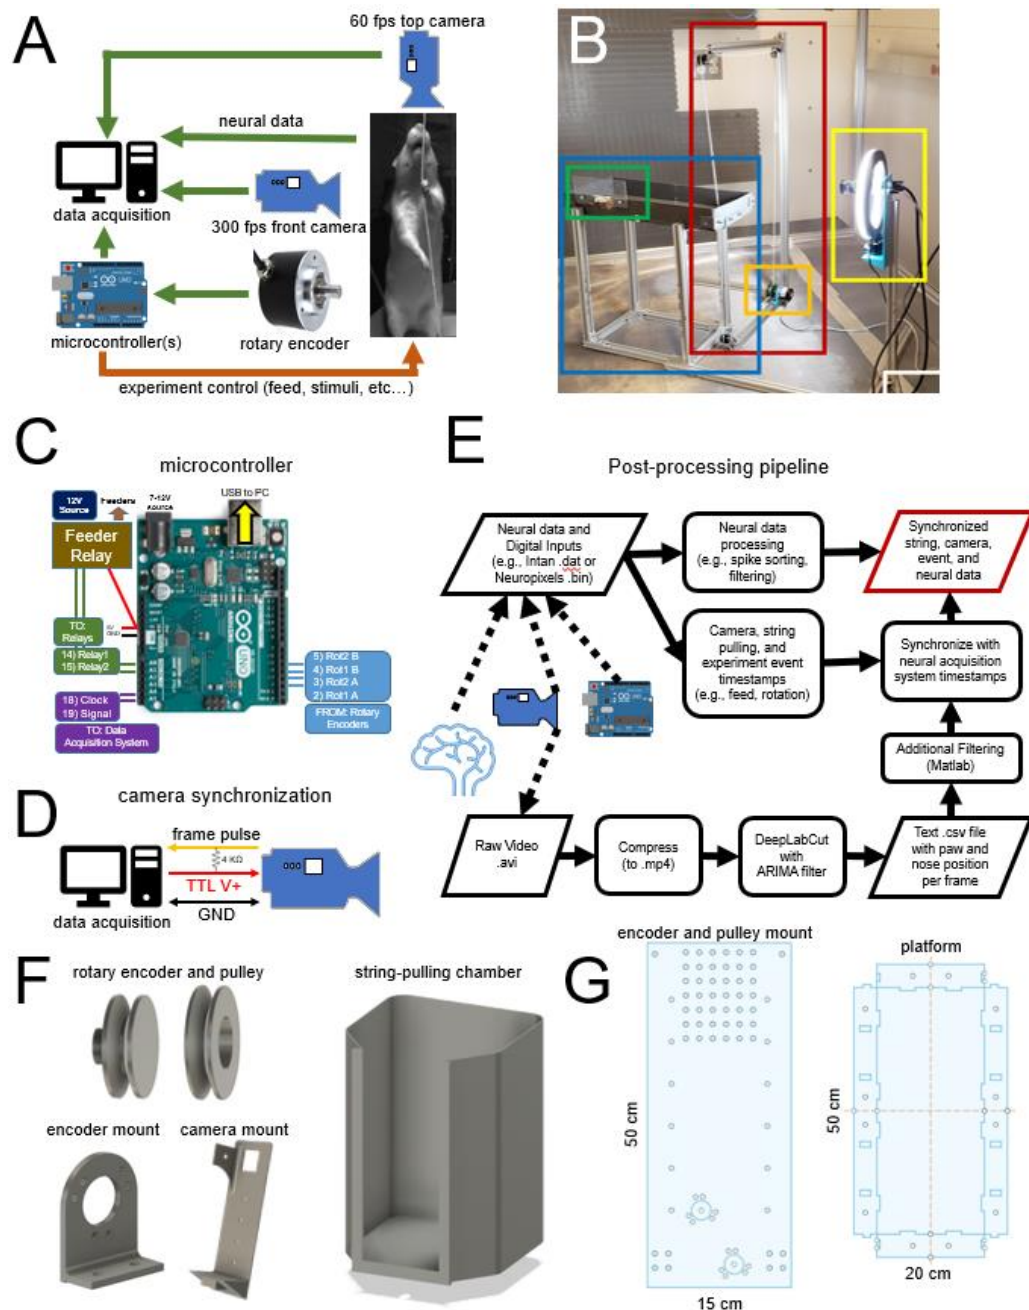 A
60 fps top camera
neural data
data acquisition
300 fps front camera
microcontroller(s)
rotary encoder
experiment control (feed, stimuli, etc...)
B
C
microcontroller
12V
Source
Feeders
7-12V
source
USB to PC
Feeder
Relay
5V
GND
TO:
Relays
14) Relay1
15) Relay2
18) Clock
19) Signal
TO: Data
Acquisition System
UNO
ARDUINO
5) Rot2 B
4) Rot1 B
3) Rot2 A
2) Rot1 A
FROM: Rotary
Encoders
D
camera synchronization
frame pulse
4 KΩ
TTL V+
GND
data acquisition
E
Post-processing pipeline
Neural data and
Digital Inputs
(e.g., Intan .dat or
Neuropixels .bin)
Neural data
processing
(e.g., spike sorting,
filtering)
Synchronized
string, camera,
event, and
neural data
Camera, string
pulling, and
experiment event
timestamps
(e.g., feed, rotation)
Synchronize with
neural acquisition
system timestamps
Additional Filtering
(Matlab)
Raw Video
.avi
Compress
(to .mp4)
DeepLabCut
with
ARIMA filter
Text .csv file
with paw and
nose position
per frame
F
rotary encoder and pulley
string-pulling chamber
encoder mount
camera mount
G
encoder and pulley mount
platform
50 cm
15 cm
50 cm
20 cm